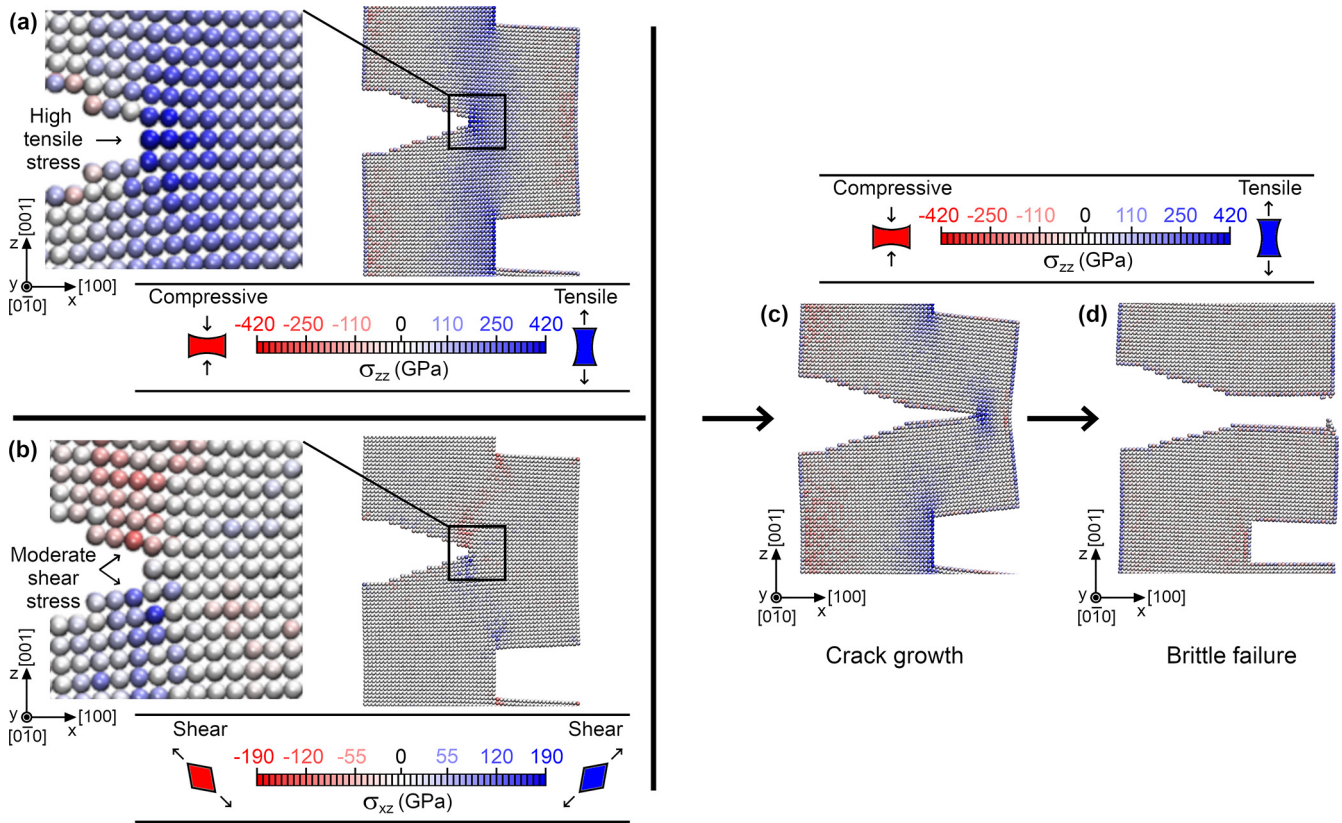 (a)
High
tensile
stress
z [001]
y
[01̅0]
x
[100]
Compressive
Tensile
-420 -250 -110 0 110 250 420
σzz (GPa)
(b)
Moderate
shear
stress
z [001]
y
[01̅0]
x
[100]
Shear
Shear
-190 -120 -55 0 55 120 190
σxz (GPa)
Compressive
Tensile
-420 -250 -110 0 110 250 420
σzz (GPa)
(c)
z [001]
y
[01̅0]
x
[100]
Crack growth
(d)
z [001]
y
[01̅0]
x
[100]
Brittle failure